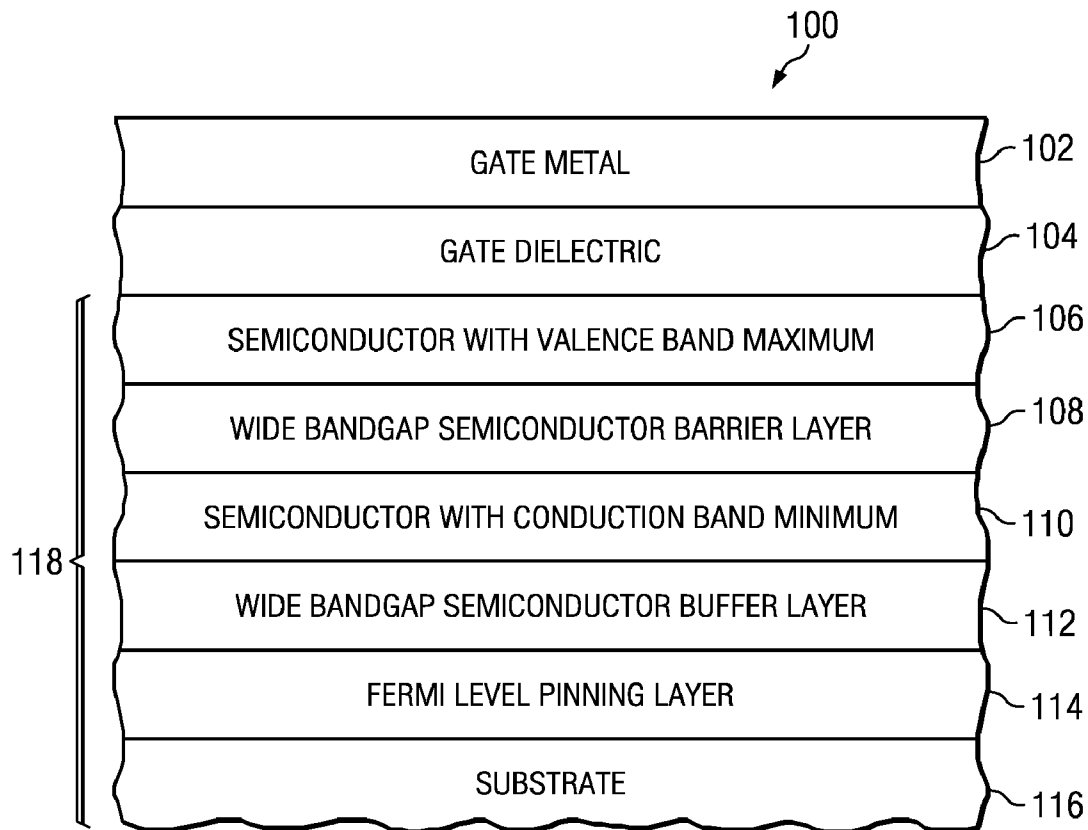 100
GATE METAL
102
GATE DIELECTRIC
104
SEMICONDUCTOR WITH VALENCE BAND MAXIMUM
106
WIDE BANDGAP SEMICONDUCTOR BARRIER LAYER
108
SEMICONDUCTOR WITH CONDUCTION BAND MINIMUM
110
118
WIDE BANDGAP SEMICONDUCTOR BUFFER LAYER
112
FERMI LEVEL PINNING LAYER
114
SUBSTRATE
116